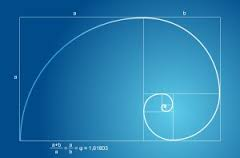 a b
a
a+b/a = a/b = φ = 1,61803